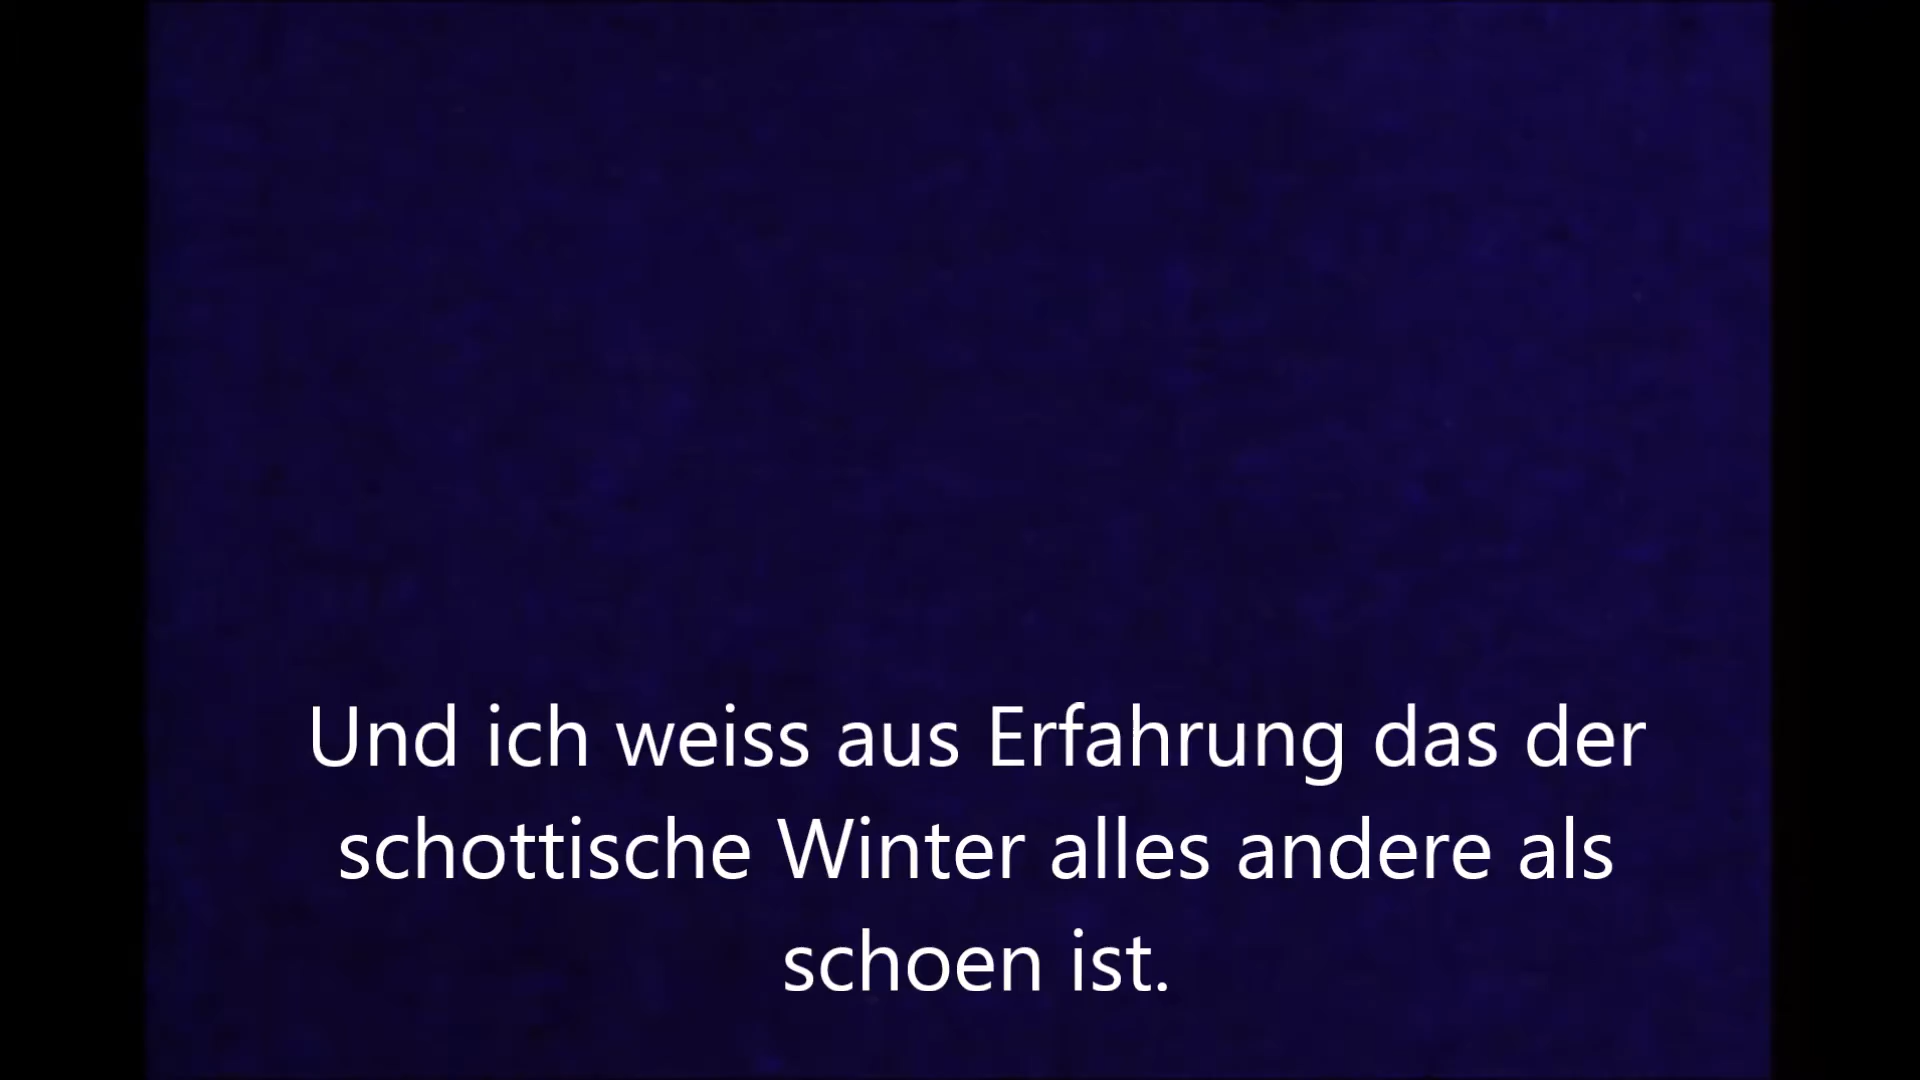 Und ich weiss aus Erfahrung das der
schottische Winter alles andere als
schoen ist.